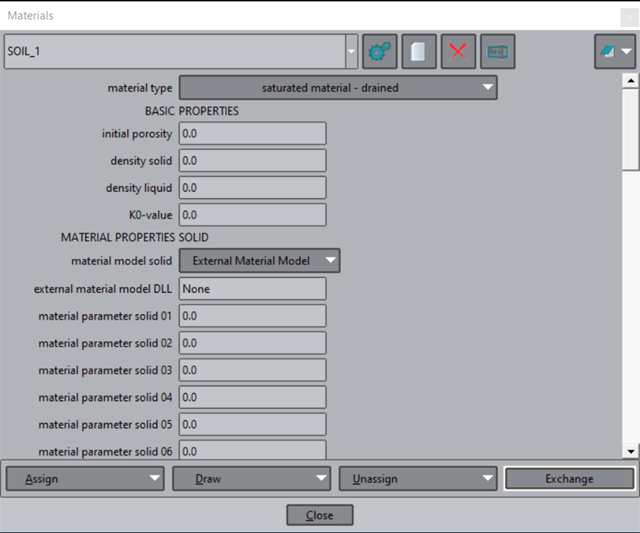 Materials
SOIL_1
material type saturated material - drained
BASIC PROPERTIES
initial porosity 0.0
density solid 0.0
density liquid 0.0
K0-value 0.0
MATERIAL PROPERTIES SOLID
material model solid External Material Model
external material model DLL None
material parameter solid 01 0.0
material parameter solid 02 0.0
material parameter solid 03 0.0
material parameter solid 04 0.0
material parameter solid 05 0.0
material parameter solid 06 0.0
Assign Draw Unassign Exchange
Close